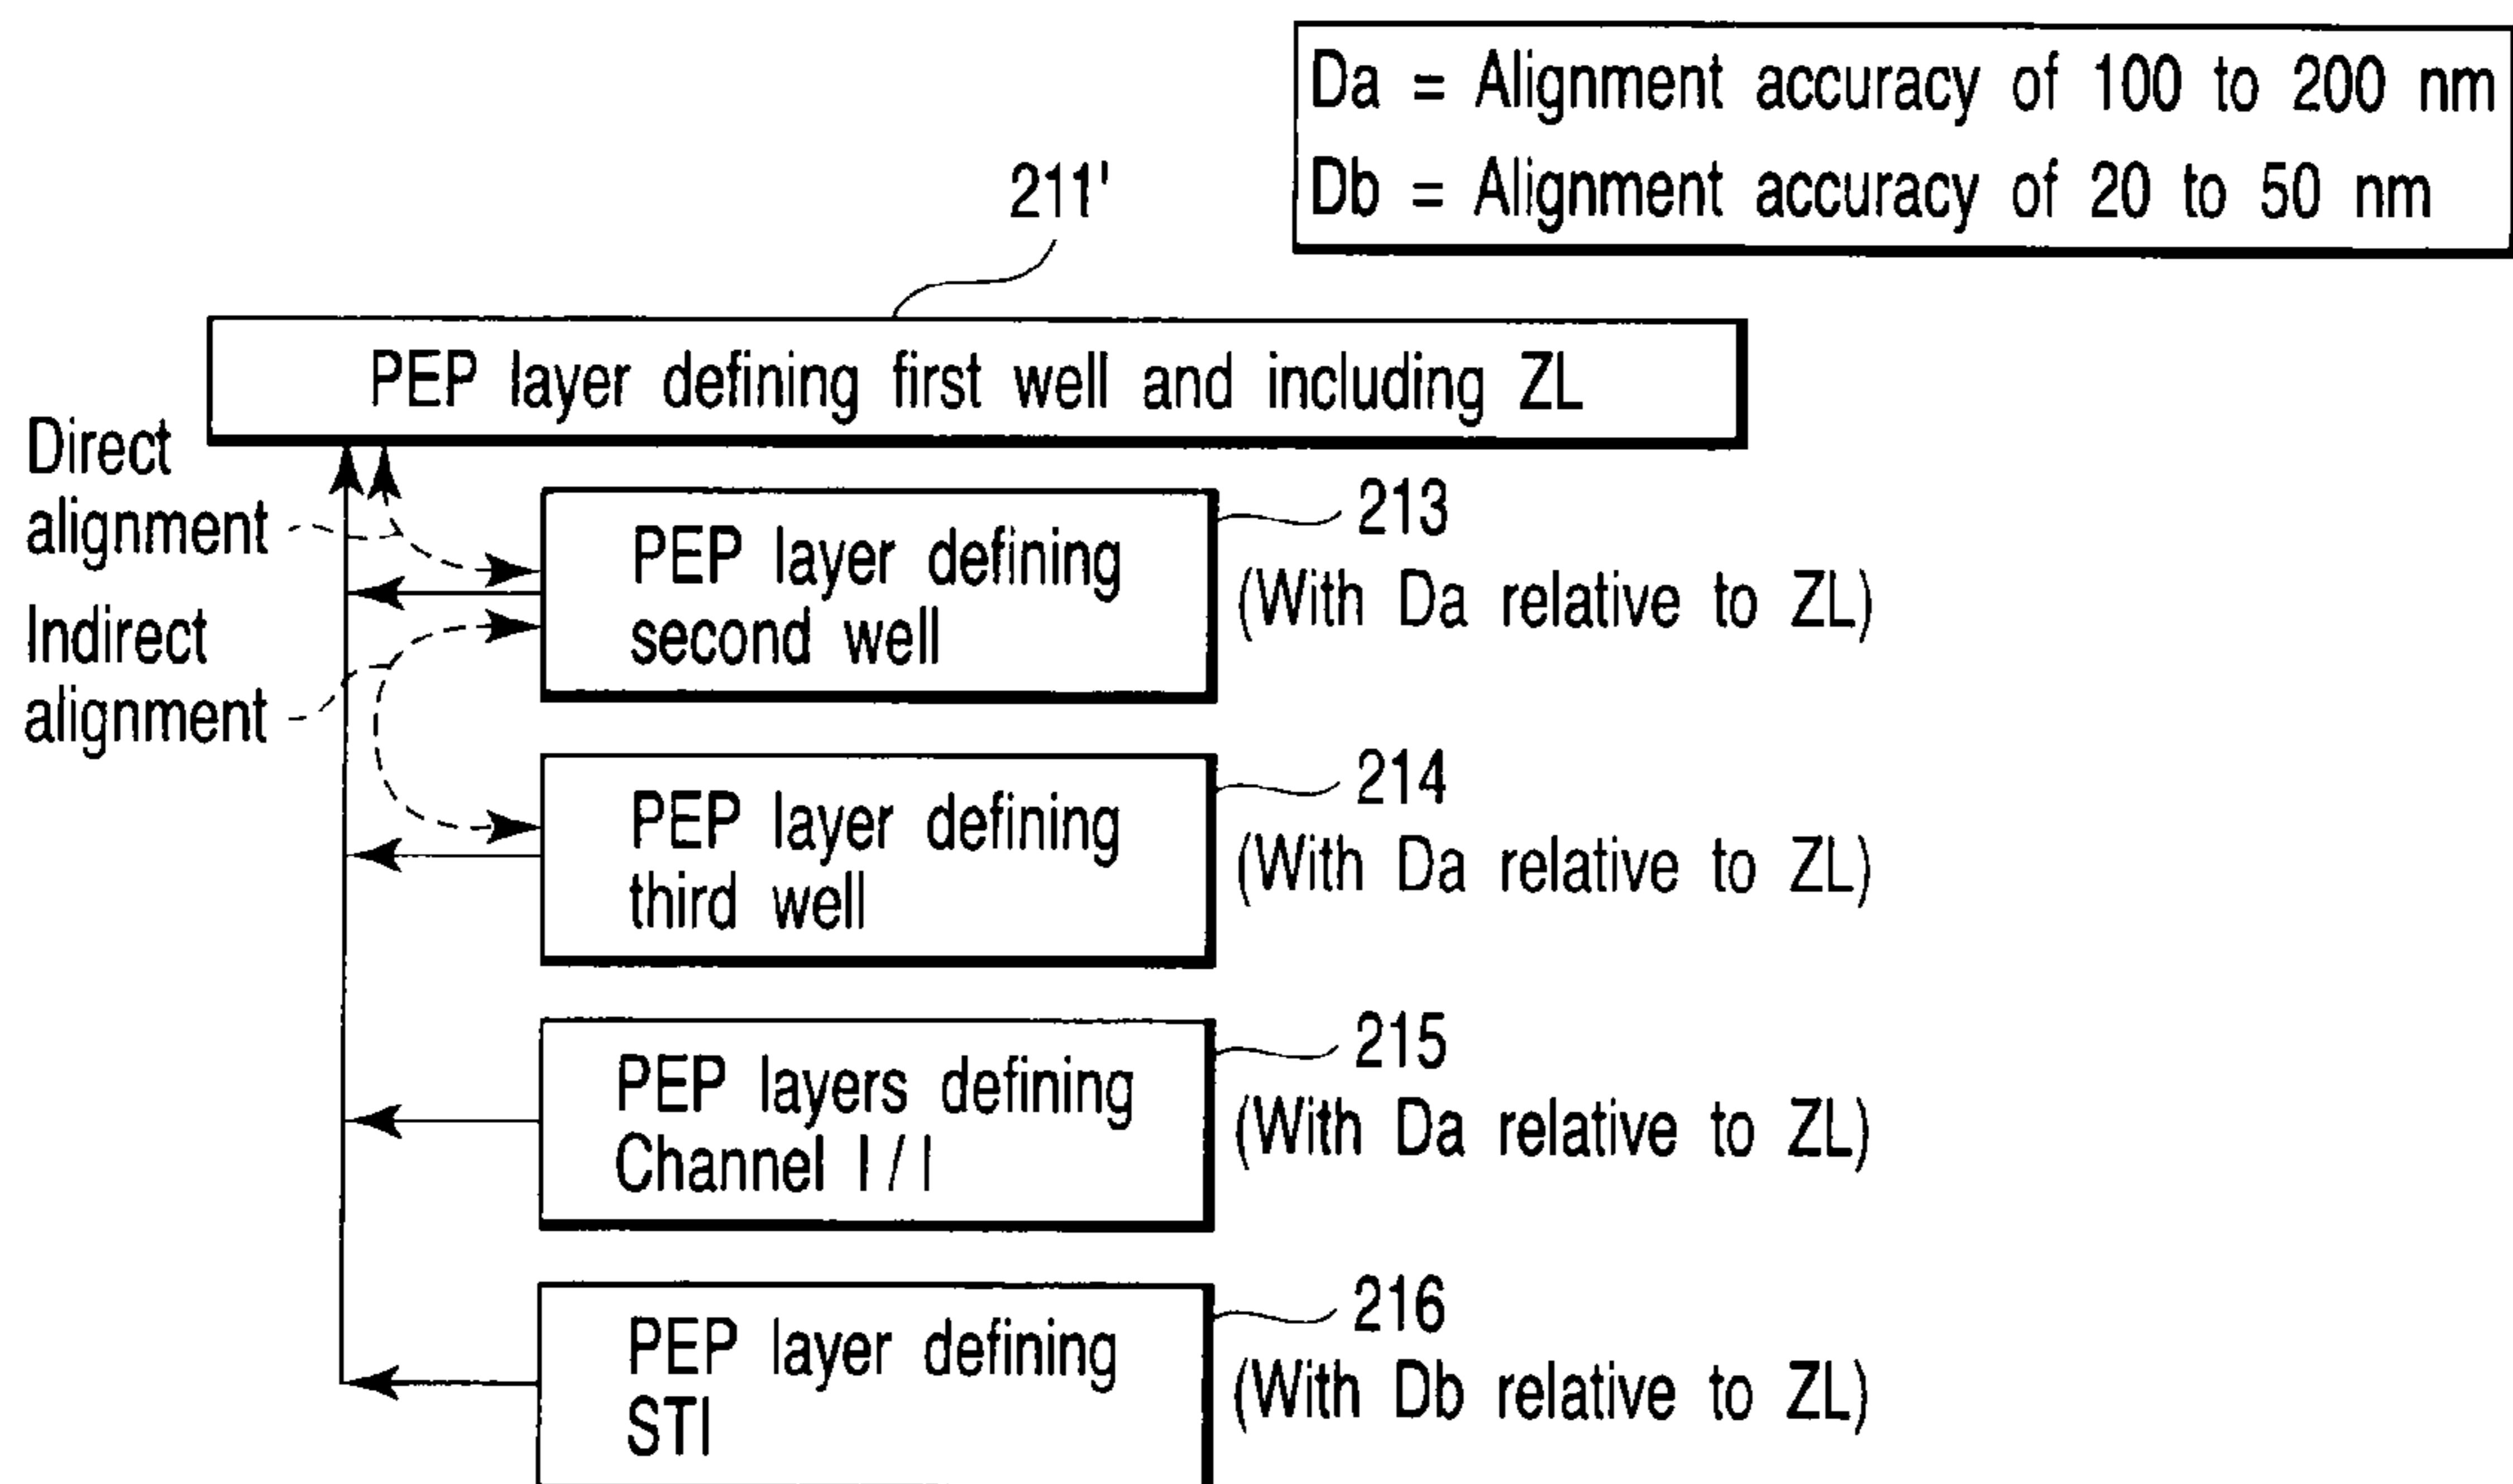 Da = Alignment accuracy of 100 to 200 nm
Db = Alignment accuracy of 20 to 50 nm
211'
PEP layer defining first well and including ZL
Direct
alignment
Indirect
alignment
PEP layer defining
second well
213
(With Da relative to ZL)
PEP layer defining
third well
214
(With Da relative to ZL)
PEP layers defining
Channel I / I
215
(With Da relative to ZL)
PEP layer defining
STI
216
(With Db relative to ZL)